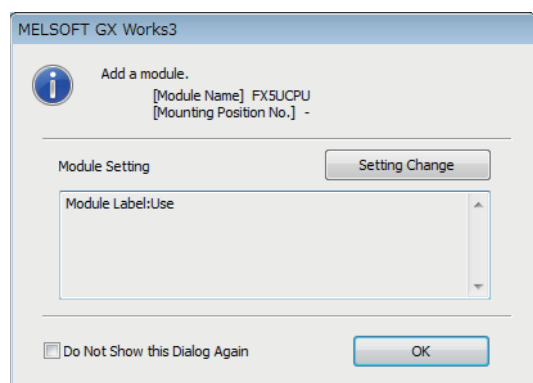 MELSOFT GX Works3
Add a module.
[Module Name] FX5UCPU
[Mounting Position No.] -
Module Setting
Setting Change
Module Label:Use
Do Not Show this Dialog Again
OK